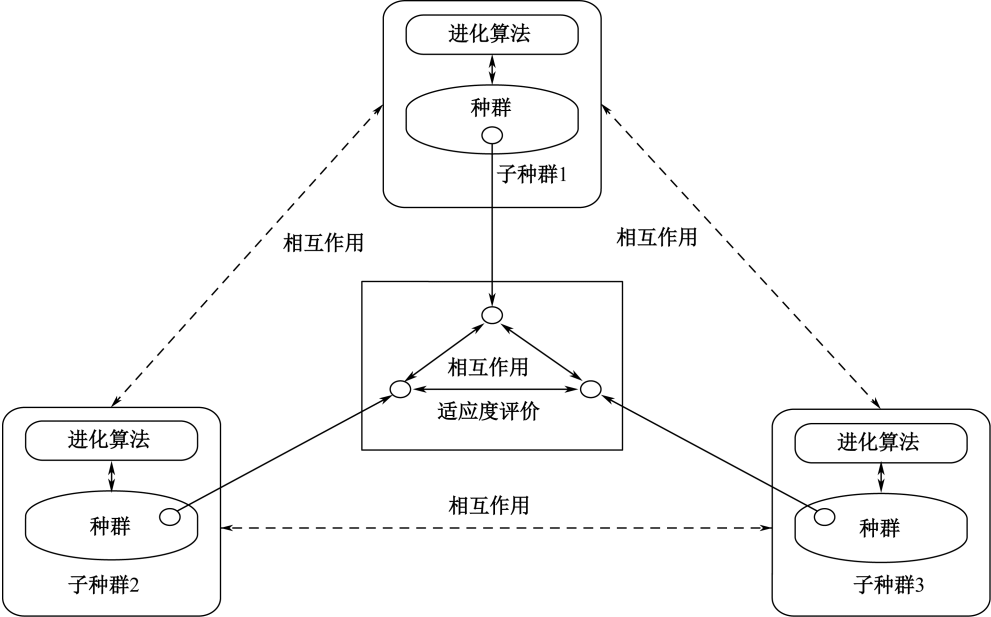 进化算法
种群
子种群1
相互作用
相互作用
相互作用
适应度评价
进化算法
种群
子种群2
相互作用
进化算法
种群
子种群3